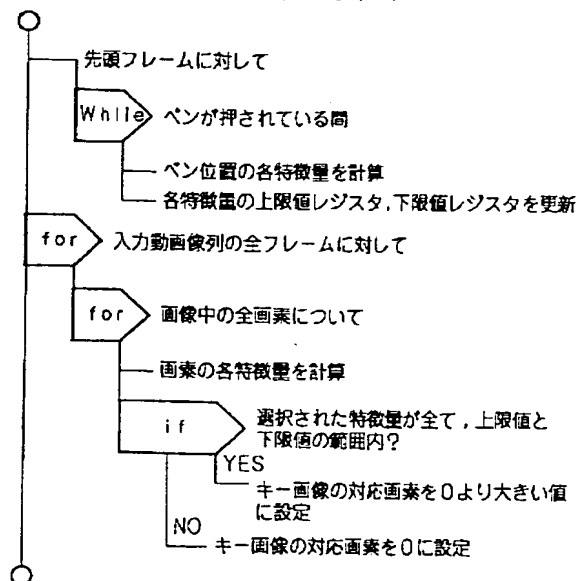 先頭フレームに対して
While ペンが押されている間
ペン位置の各特徴量を計算
各特徴量の上限値レジスタ,下限値レジスタを更新
for 入力動画像列の全フレームに対して
for 画像中の全画素について
画素の各特徴量を計算
if 選択された特徴量が全て,上限値と
下限値の範囲内?
YES
キー画像の対応画素を0より大きい値
に設定
NO
キー画像の対応画素を0に設定